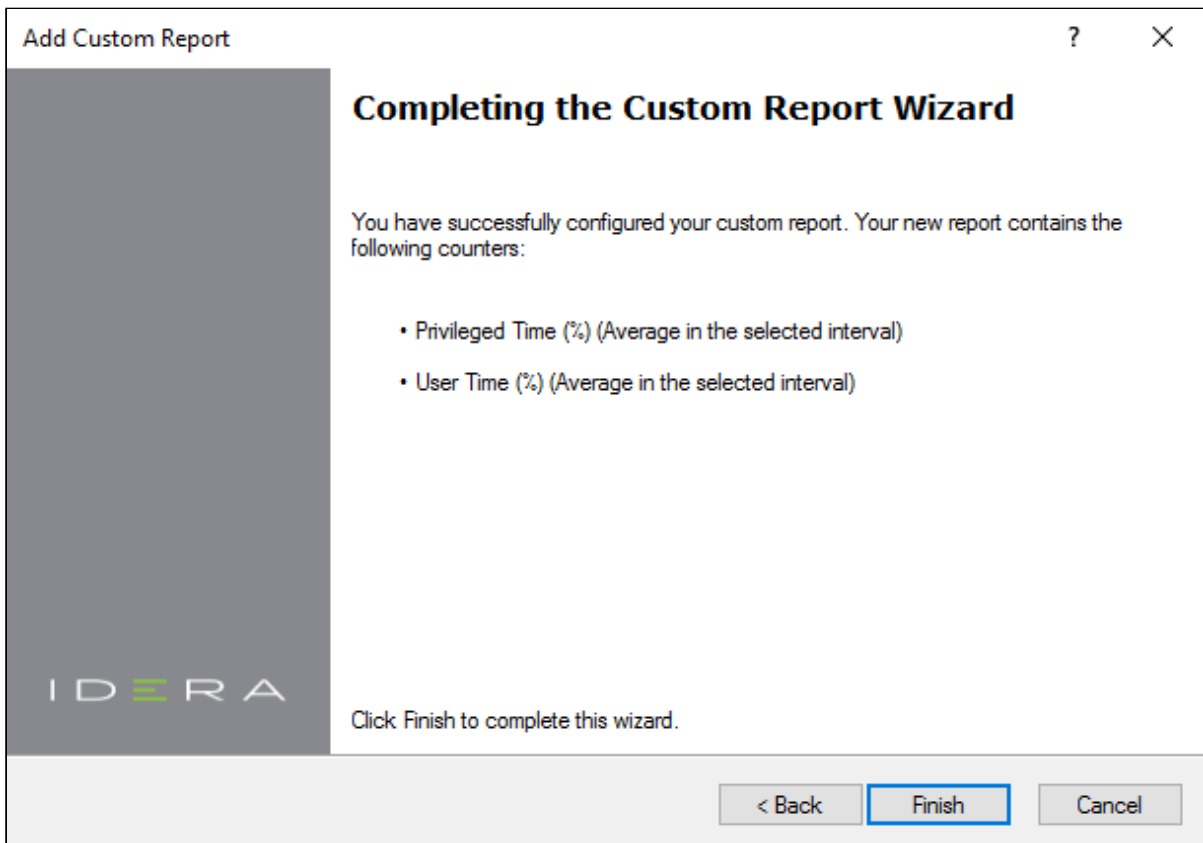 Add Custom Report
?
Completing the Custom Report Wizard
You have successfully configured your custom report. Your new report contains the
following counters:
• Privileged Time (%) (Average in the selected interval)
• User Time (%) (Average in the selected interval)
IDERA
Click Finish to complete this wizard.
< Back
Finish
Cancel